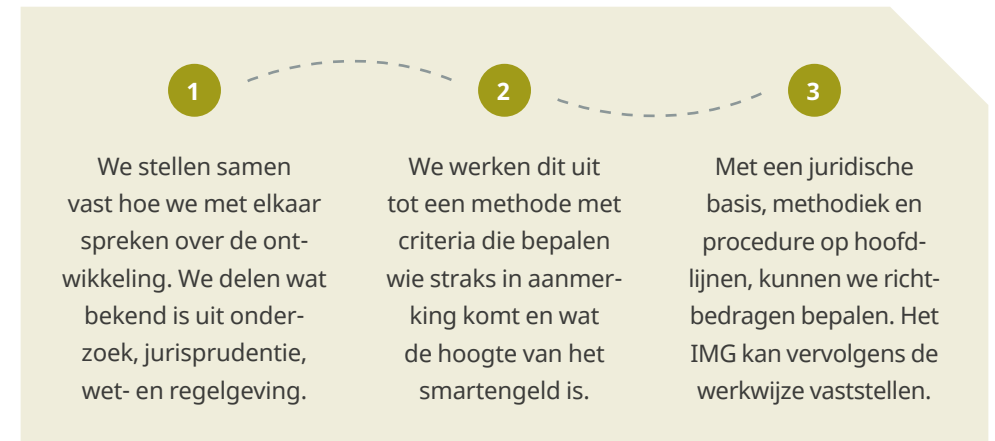 1
We stellen samen
vast hoe we met elkaar
spreken over de ont-
wikkeling. We delen wat
bekend is uit onder-
zoek, jurisprudentie,
wet- en regelgeving.
2
We werken dit uit
tot een methode met
criteria die bepalen
wie straks in aanmer-
king komt en wat
de hoogte van het
smartengeld is.
3
Met een juridische
basis, methodiek en
procedure op hoofd-
lijnen, kunnen we richt-
bedragen bepalen. Het
IMG kan vervolgens de
werkwijze vaststellen.